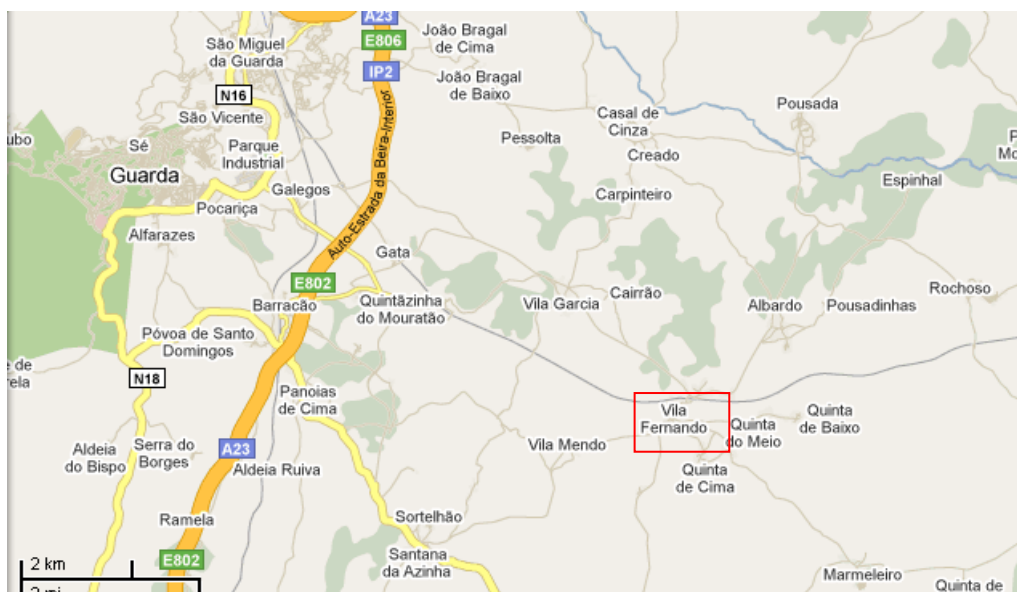 A23
E806
IP2
João Bragal
de Cima
João Bragal
de Baixo
São Miguel
da Guarda
N16
São Vicente
Sé
Parque
Industrial
Guarda
Galegos
Pocariça
Alfarazes
Auto-Estrada da Beira-Interior
Pessolta
Casal de
Cinza
Creado
Carpinteiro
Pousada
Espinhal
Gata
E802
Barracão
Quintãzinha
do Mouratão
Vila Garcia
Cairrão
Albardo
Pousadinhas
Rochoso
Póvoa de Santo
Domingos
N18
Panoias
de Cima
Vila
Fernando
Quinta
do Meio
Quinta
de Baixo
Quinta
de Cima
Vila Mendo
Aldeia
do Bispo
Serra do
Borges
A23
Aldeia Ruiva
Ramela
Sortelhão
Santana
da Azinha
E802
Marmeleiro
Quinta de
2 km